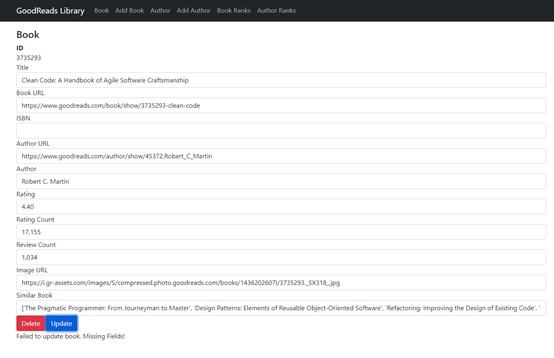 GoodReads Library Book Add Book Author Add Author Book Ranks Author Ranks
Book
ID
3735293
Title
Clean Code: A Handbook of Agile Software Craftsmanship
Book URL
https://www.goodreads.com/book/show/3735293-clean-code
ISBN
Author URL
https://www.goodreads.com/author/show/45372.Robert_C_Martin
Author
Robert C. Martin
Rating
4.40
Rating Count
17,155
Review Count
1,034
Image URL
https://i.gr-assets.com/images/S/compressed.photo.goodreads.com/books/1436202607l/3735293._SX318_.jpg
Similar Book
['The Pragmatic Programmer: From Journeyman to Master', 'Design Patterns: Elements of Reusable Object-Oriented Software', 'Refactoring: Improving the Design of Existing Code', '
Delete Update
Failed to update book. Missing Fields!